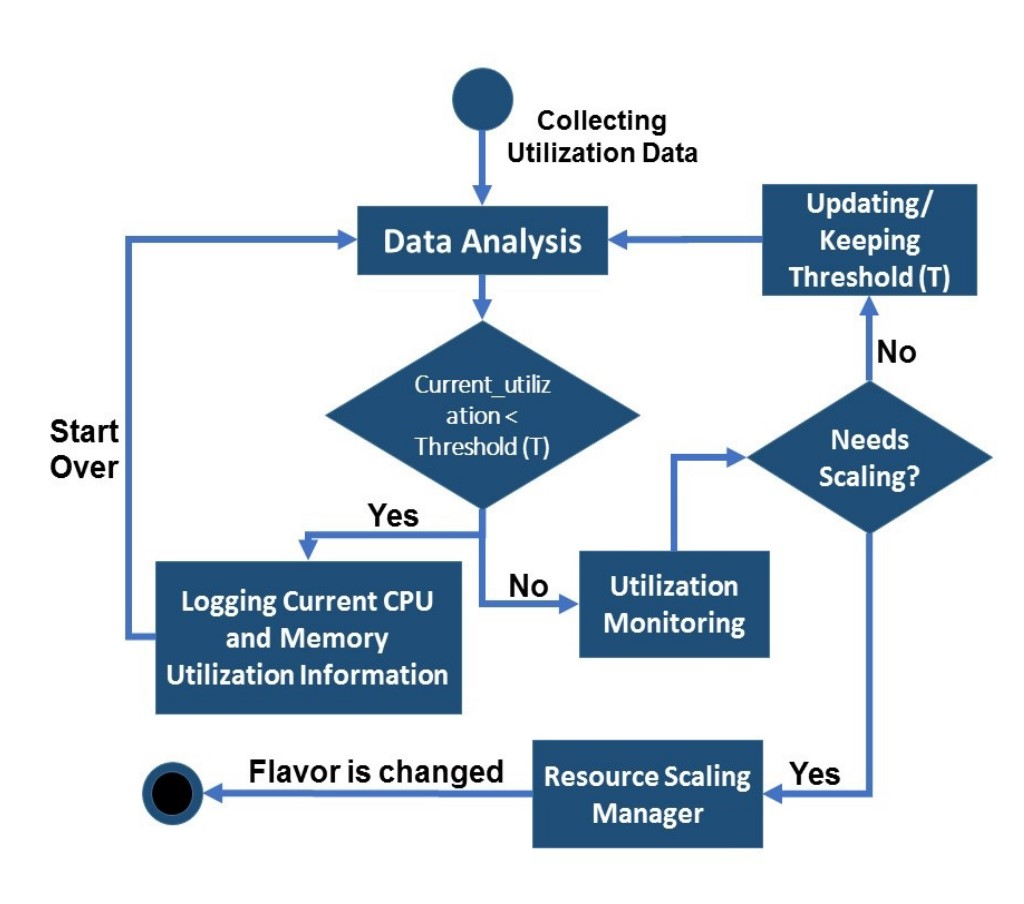 Collecting
Utilization Data
Updating/
Keeping
Threshold (T)
Data Analysis
No
Current_utiliz
ation <
Threshold (T)
Start
Over
Needs
Scaling?
Yes
No
Utilization
Monitoring
Logging Current CPU
and Memory
Utilization Information
Flavor is changed
Resource Scaling
Manager
Yes